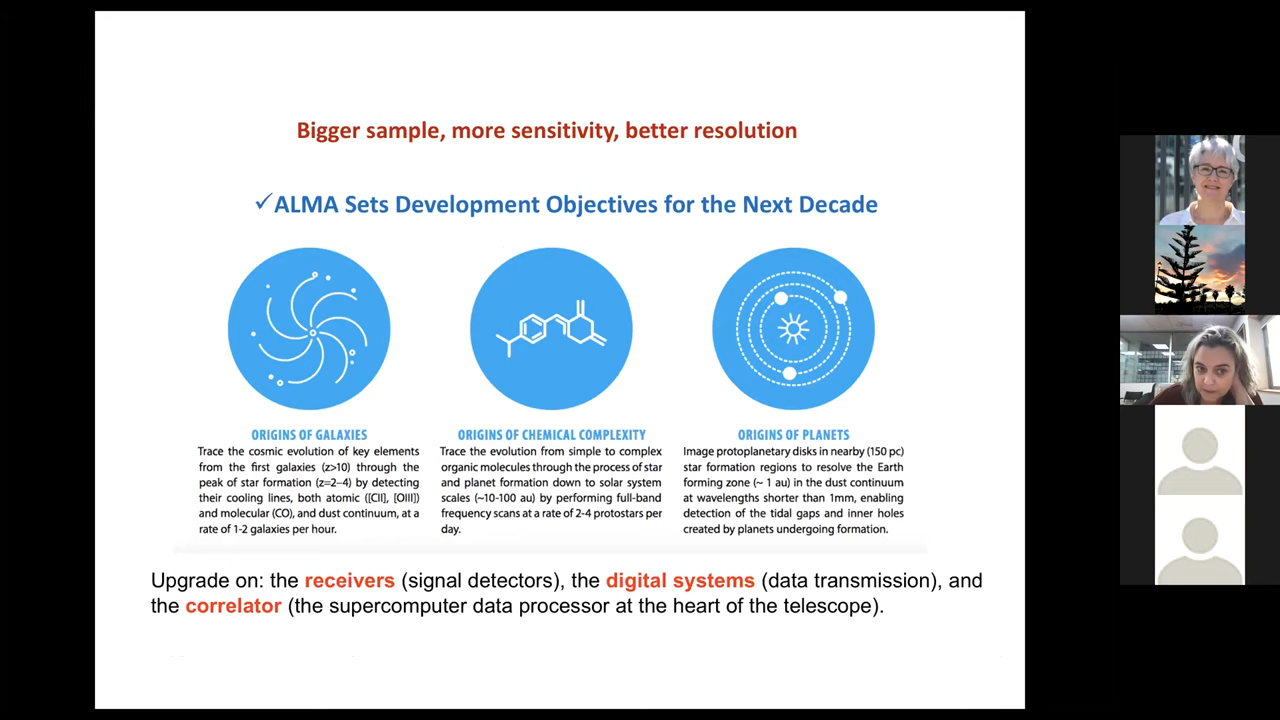 Bigger sample, more sensitivity, better resolution
✓ALMA Sets Development Objectives for the Next Decade
ORIGINS OF GALAXIES
Trace the cosmic evolution of key elements
from the first galaxies (z>10) through the
peak of star formation (z=2–4) by detecting
their cooling lines, both atomic ([CII], [OIII])
and molecular (CO), and dust continuum, at a
rate of 1-2 galaxies per hour.
ORIGINS OF CHEMICAL COMPLEXITY
Trace the evolution from simple to complex
organic molecules through the process of star
and planet formation down to solar system
scales (~10-100 au) by performing full-band
frequency scans at a rate of 2-4 protostars per
day.
ORIGINS OF PLANETS
Image protoplanetary disks in nearby (150 pc)
star formation regions to resolve the Earth
forming zone (~ 1 au) in the dust continuum
at wavelengths shorter than 1mm, enabling
detection of the tidal gaps and inner holes
created by planets undergoing formation.
Upgrade on: the receivers (signal detectors), the digital systems (data transmission), and
the correlator (the supercomputer data processor at the heart of the telescope).